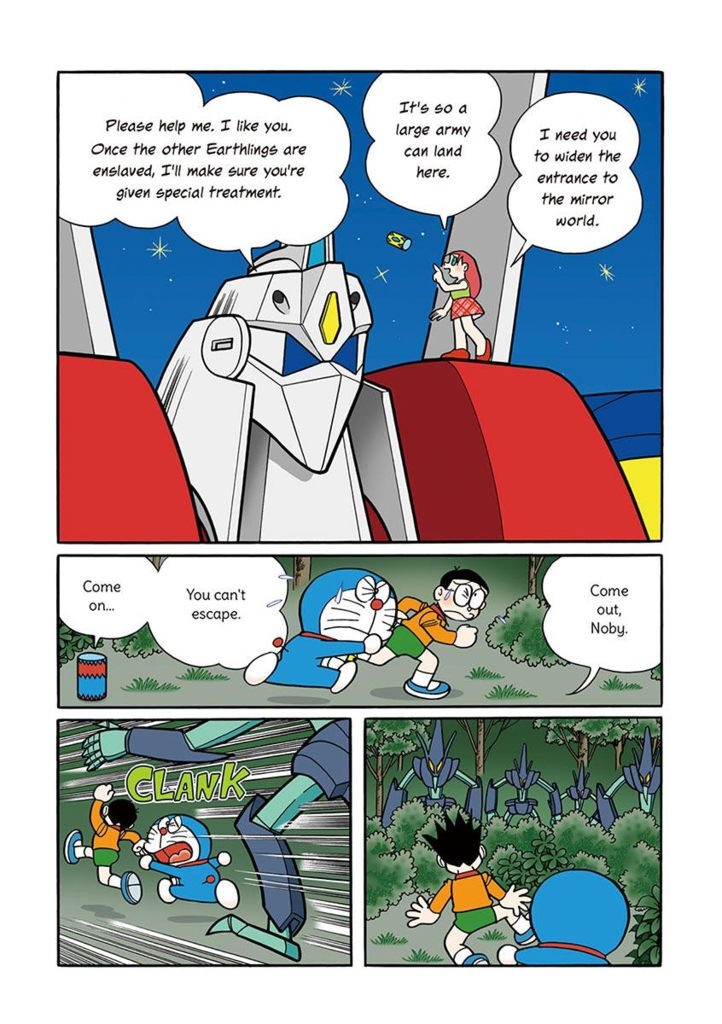 Please help me. I like you.
Once the other Earthlings are
enslaved, I'll make sure you're
given special treatment.
It's so a
large army
can land
here.
I need you
to widen the
entrance to
the mirror
world.
Come
on...
You can't
escape.
Come
out,
Noby.
CLANK